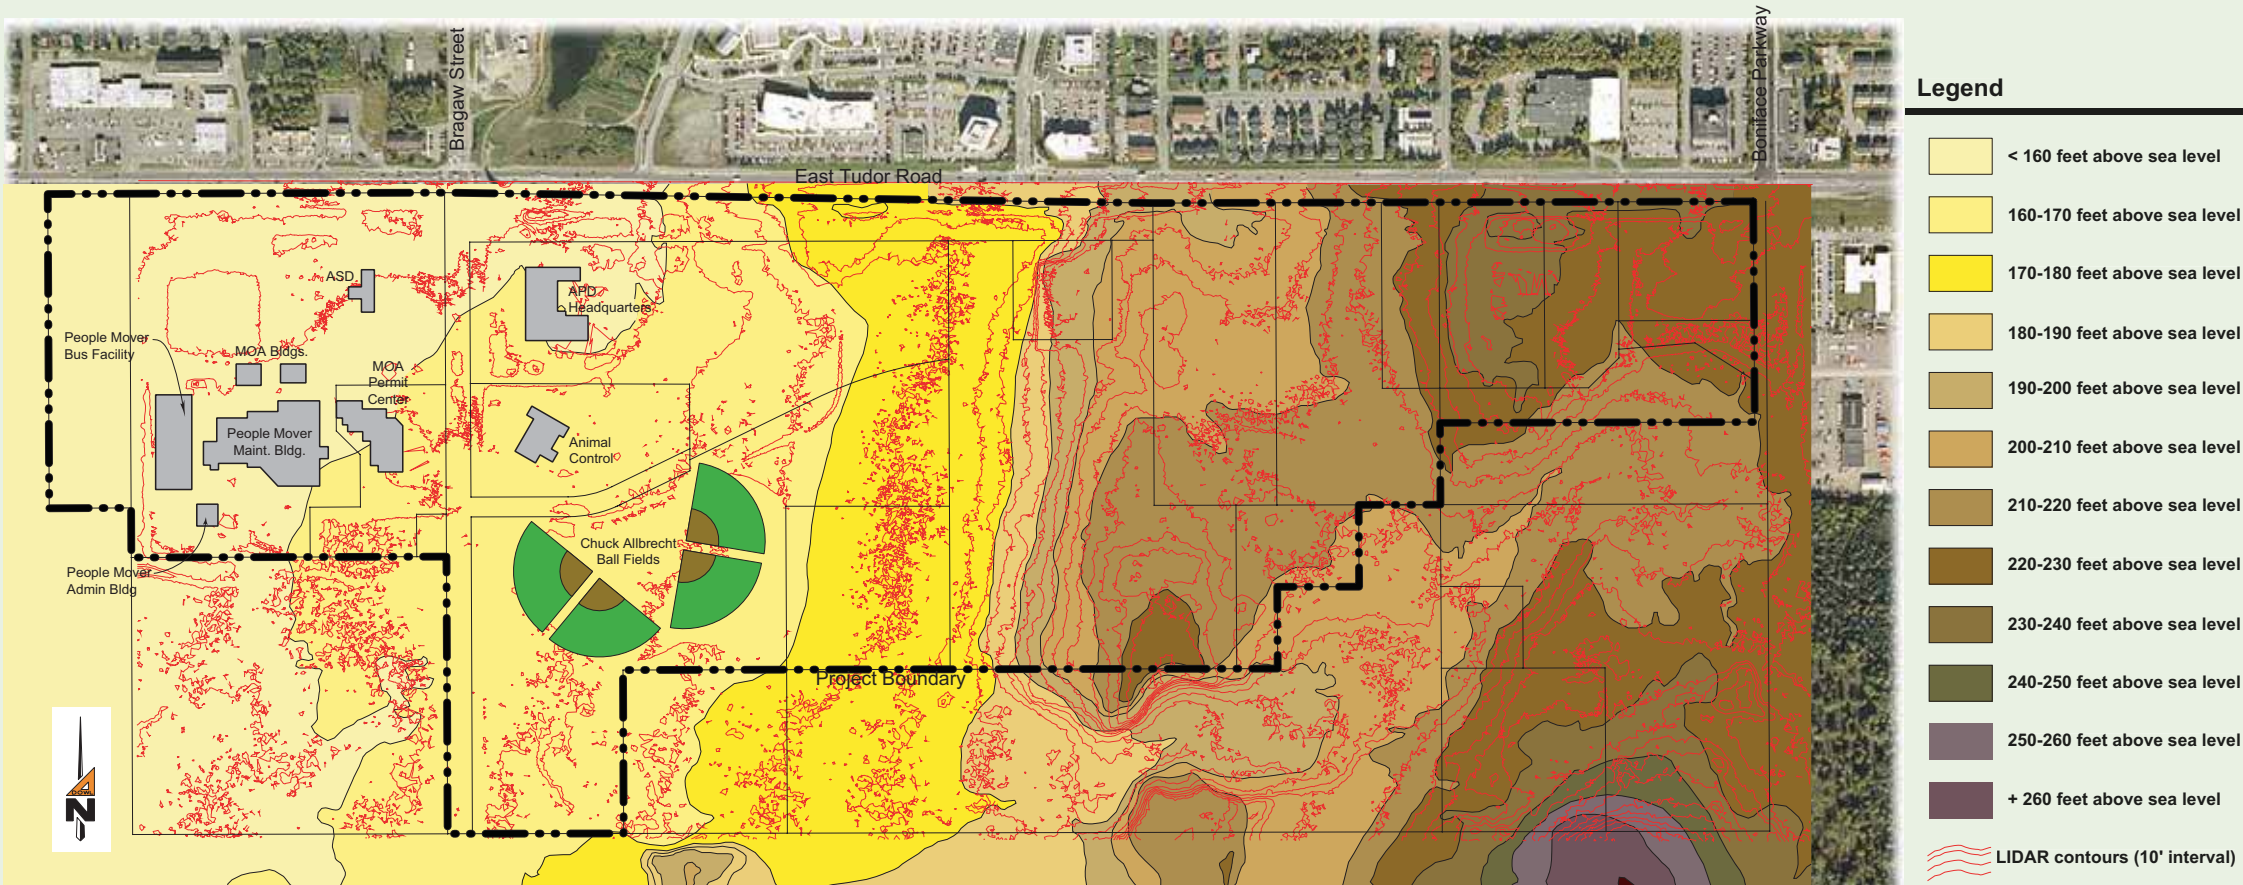 Bragaw Street
Boniface Parkway
East Tudor Road
ASD
APD
Headquarters
People Mover
Bus Facility
MOA Bldgs.
MOA
Permit
Center
People Mover
Maint. Bldg.
Animal
Control
Chuck Allbrecht
Ball Fields
People Mover
Admin Bldg
Project Boundary
DOWL
N
Legend
< 160 feet above sea level
160-170 feet above sea level
170-180 feet above sea level
180-190 feet above sea level
190-200 feet above sea level
200-210 feet above sea level
210-220 feet above sea level
220-230 feet above sea level
230-240 feet above sea level
240-250 feet above sea level
250-260 feet above sea level
+ 260 feet above sea level
LIDAR contours (10' interval)